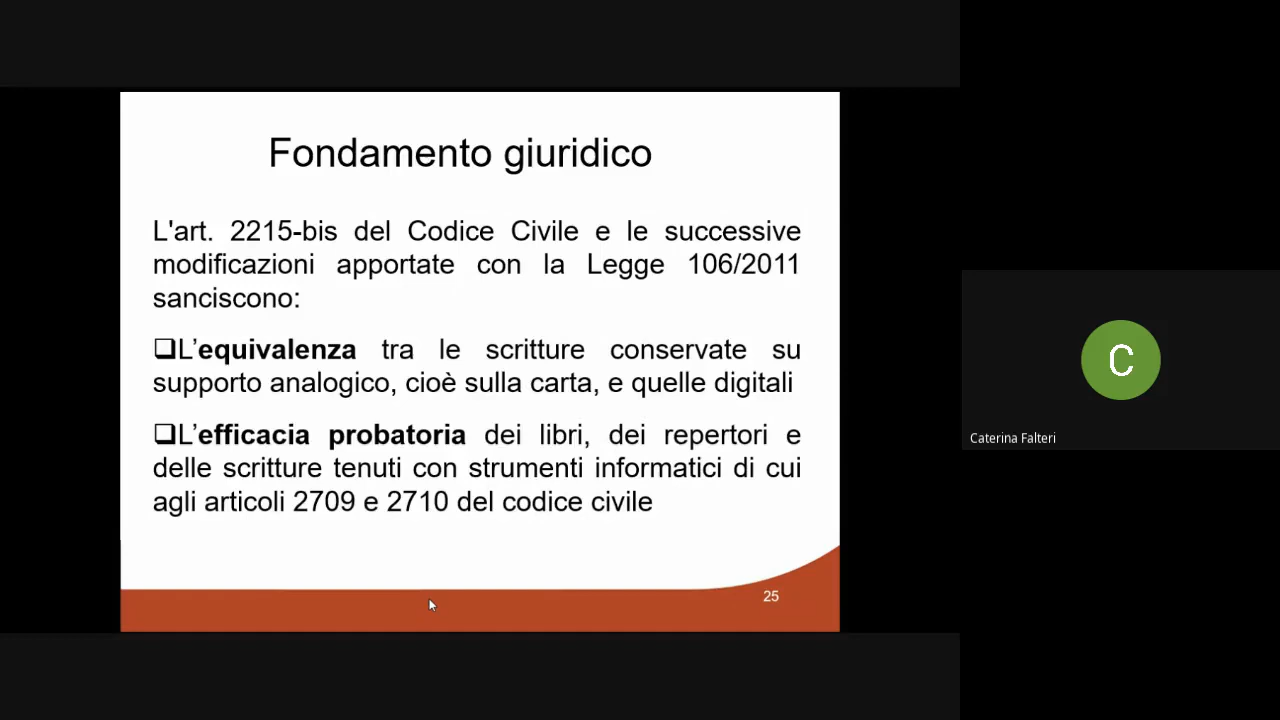 Fondamento giuridico
L'art. 2215-bis del Codice Civile e le successive
modificazioni apportate con la Legge 106/2011
sanciscono:
❑L’equivalenza tra le scritture conservate su
supporto analogico, cioè sulla carta, e quelle digitali
❑L’efficacia probatoria dei libri, dei repertori e
delle scritture tenuti con strumenti informatici di cui
agli articoli 2709 e 2710 del codice civile
25
C
Caterina Falteri